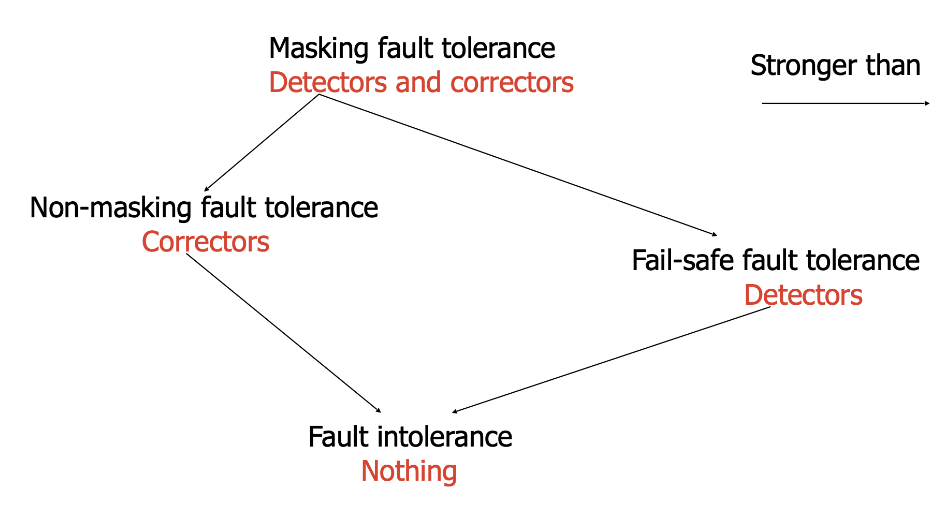 Masking fault tolerance
Detectors and correctors
Stronger than
Non-masking fault tolerance
Correctors
Fail-safe fault tolerance
Detectors
Fault intolerance
Nothing